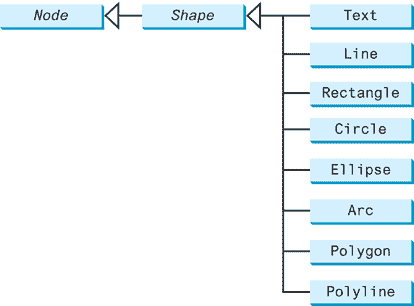 Node
Shape
Text
Line
Rectangle
Circle
Ellipse
Arc
Polygon
Polyline